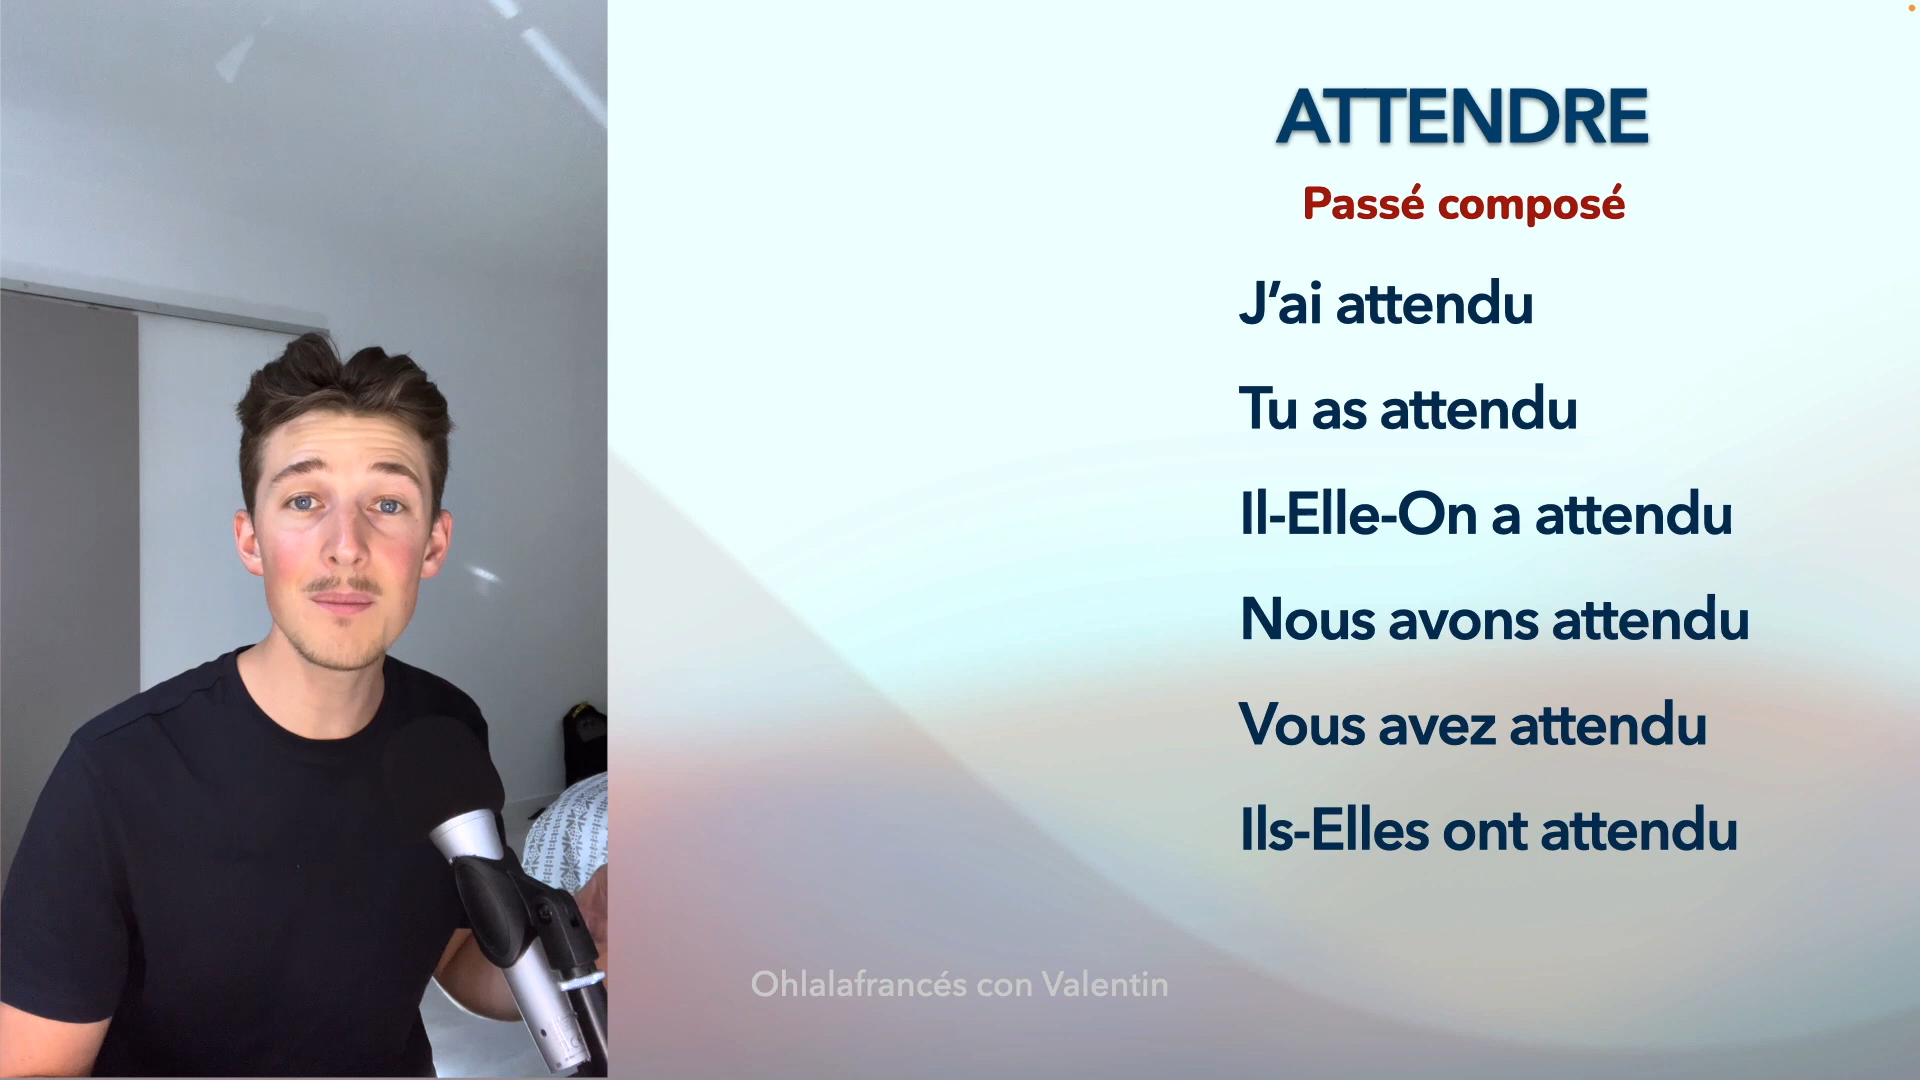 ATTENDRE
Passé composé
J’ai attendu
Tu as attendu
Il-Elle-On a attendu
Nous avons attendu
Vous avez attendu
Ils-Elles ont attendu
Ohlalafrancés con Valentin